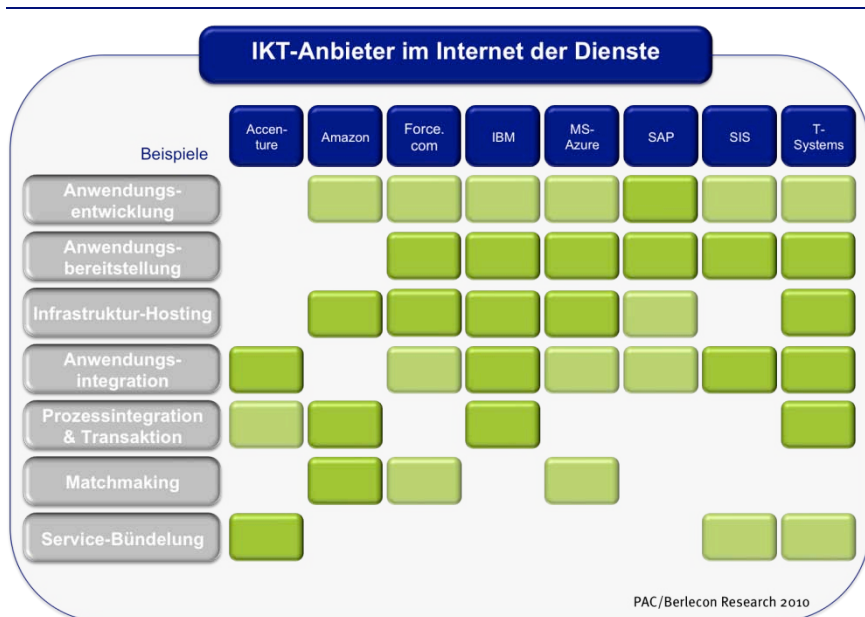 IKT-Anbieter im Internet der Dienste
Beispiele
Accen-
ture
Amazon
Force.
com
IBM
MS-
Azure
SAP
SIS
T-
Systems
Anwendungs-
entwicklung
Anwendungs-
bereitstellung
Infrastruktur-Hosting
Anwendungs-
integration
Prozessintegration
& Transaktion
Matchmaking
Service-Bündelung
PAC/Berlecon Research 2010